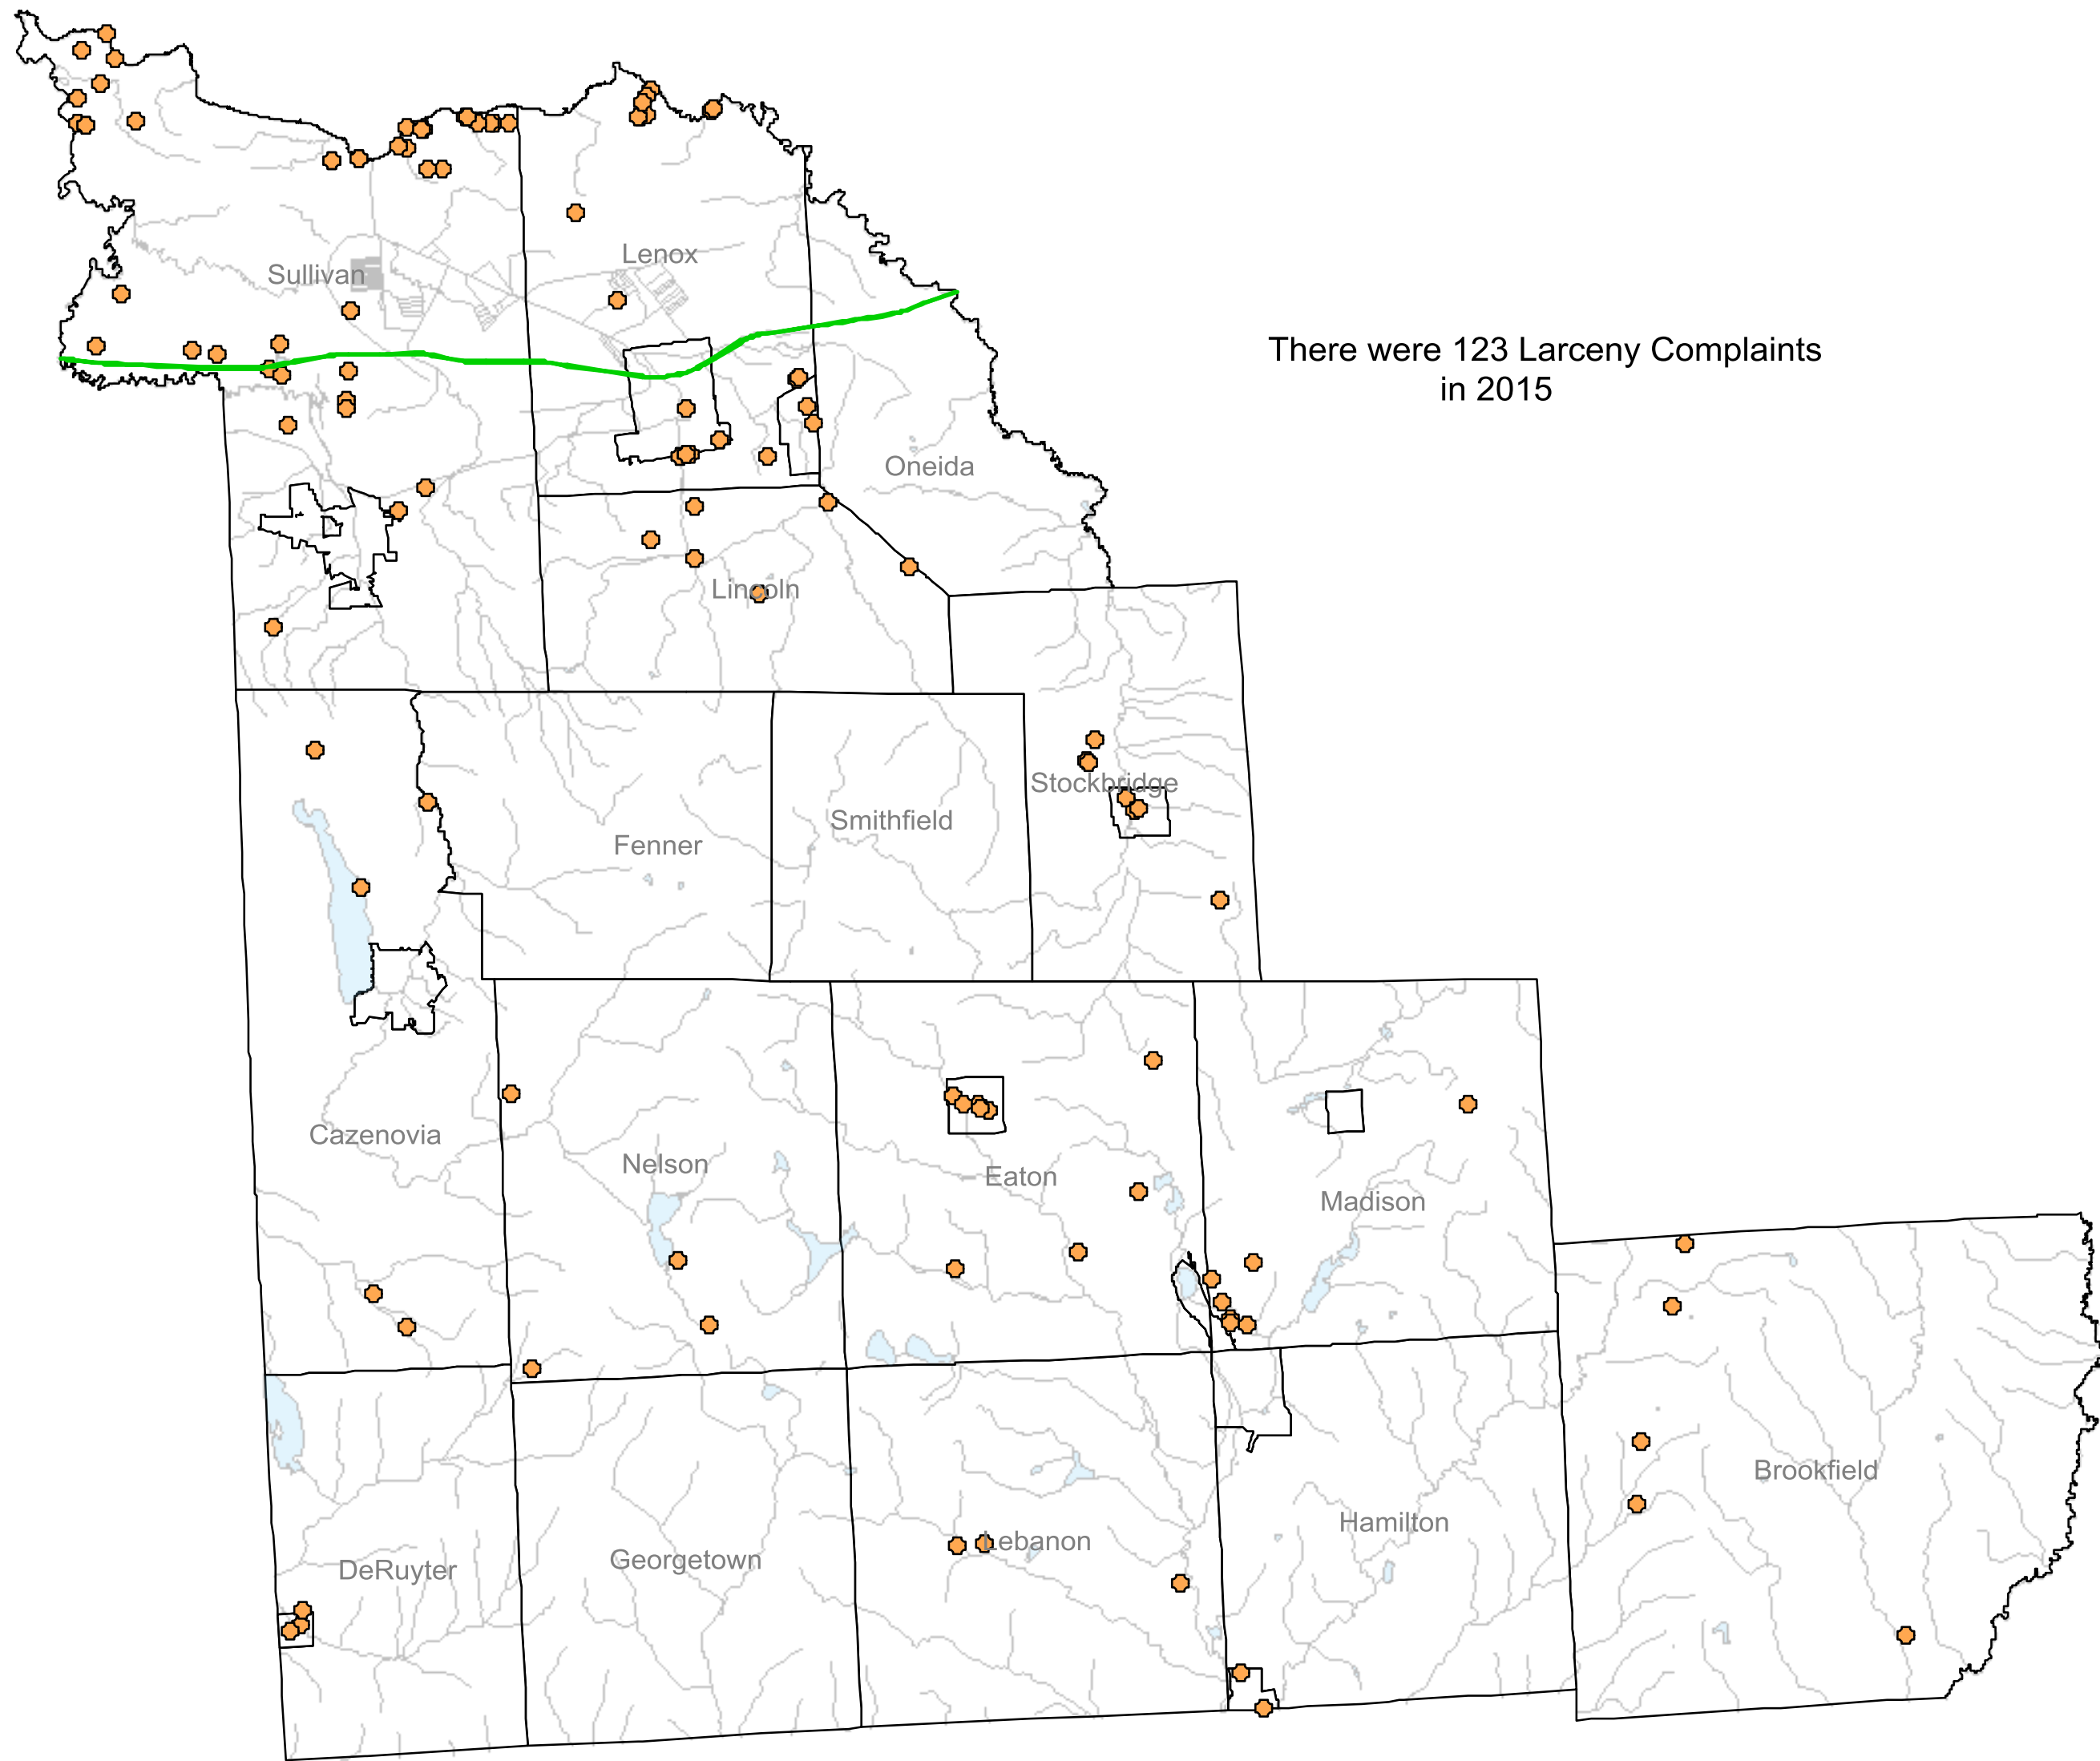 Lenox
Sullivan
There were 123 Larceny Complaints
in 2015
Oneida
Lincoln
Stockbridge
Smithfield
Fenner
Cazenovia
Nelson
Eaton
Madison
Brookfield
Hamilton
Lebanon
Georgetown
DeRuyter